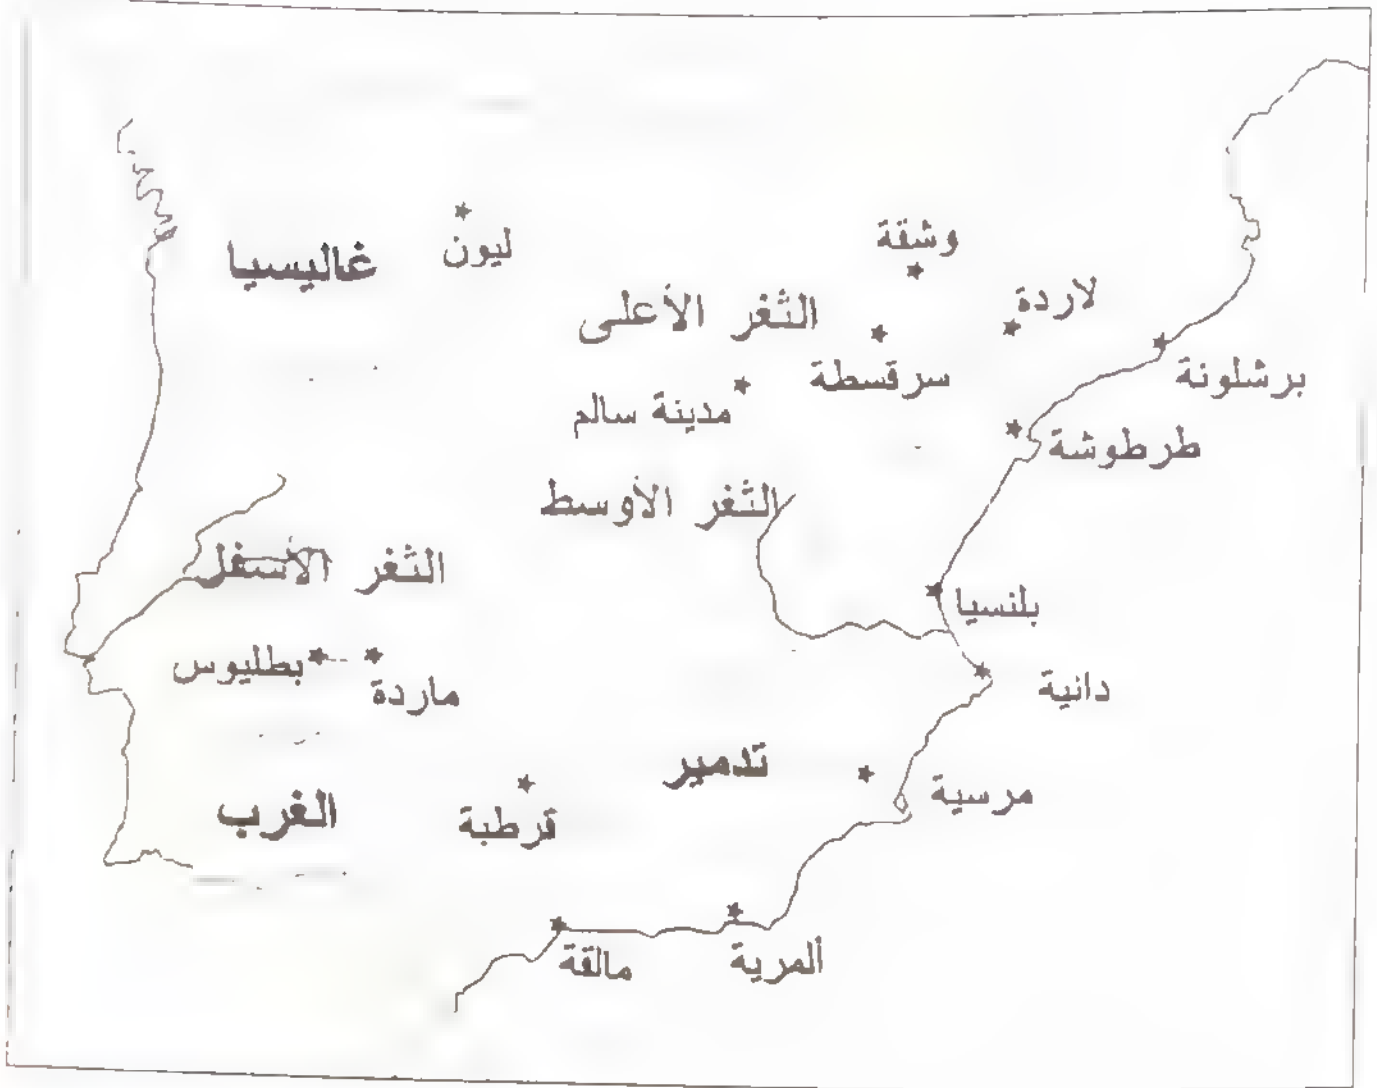 وشقة
ليون
غاليسيا
لاردة
الثغر الأعلى
سرقسطة
برشلونة
مدينة سالم
طرطوشة
الثغر الأوسط
الثغر الأسفل
بلنسيا
بطليوس
ماردة
دانية
تدمير
مرسية
الغرب
قرطبة
ألمرية
مالقة